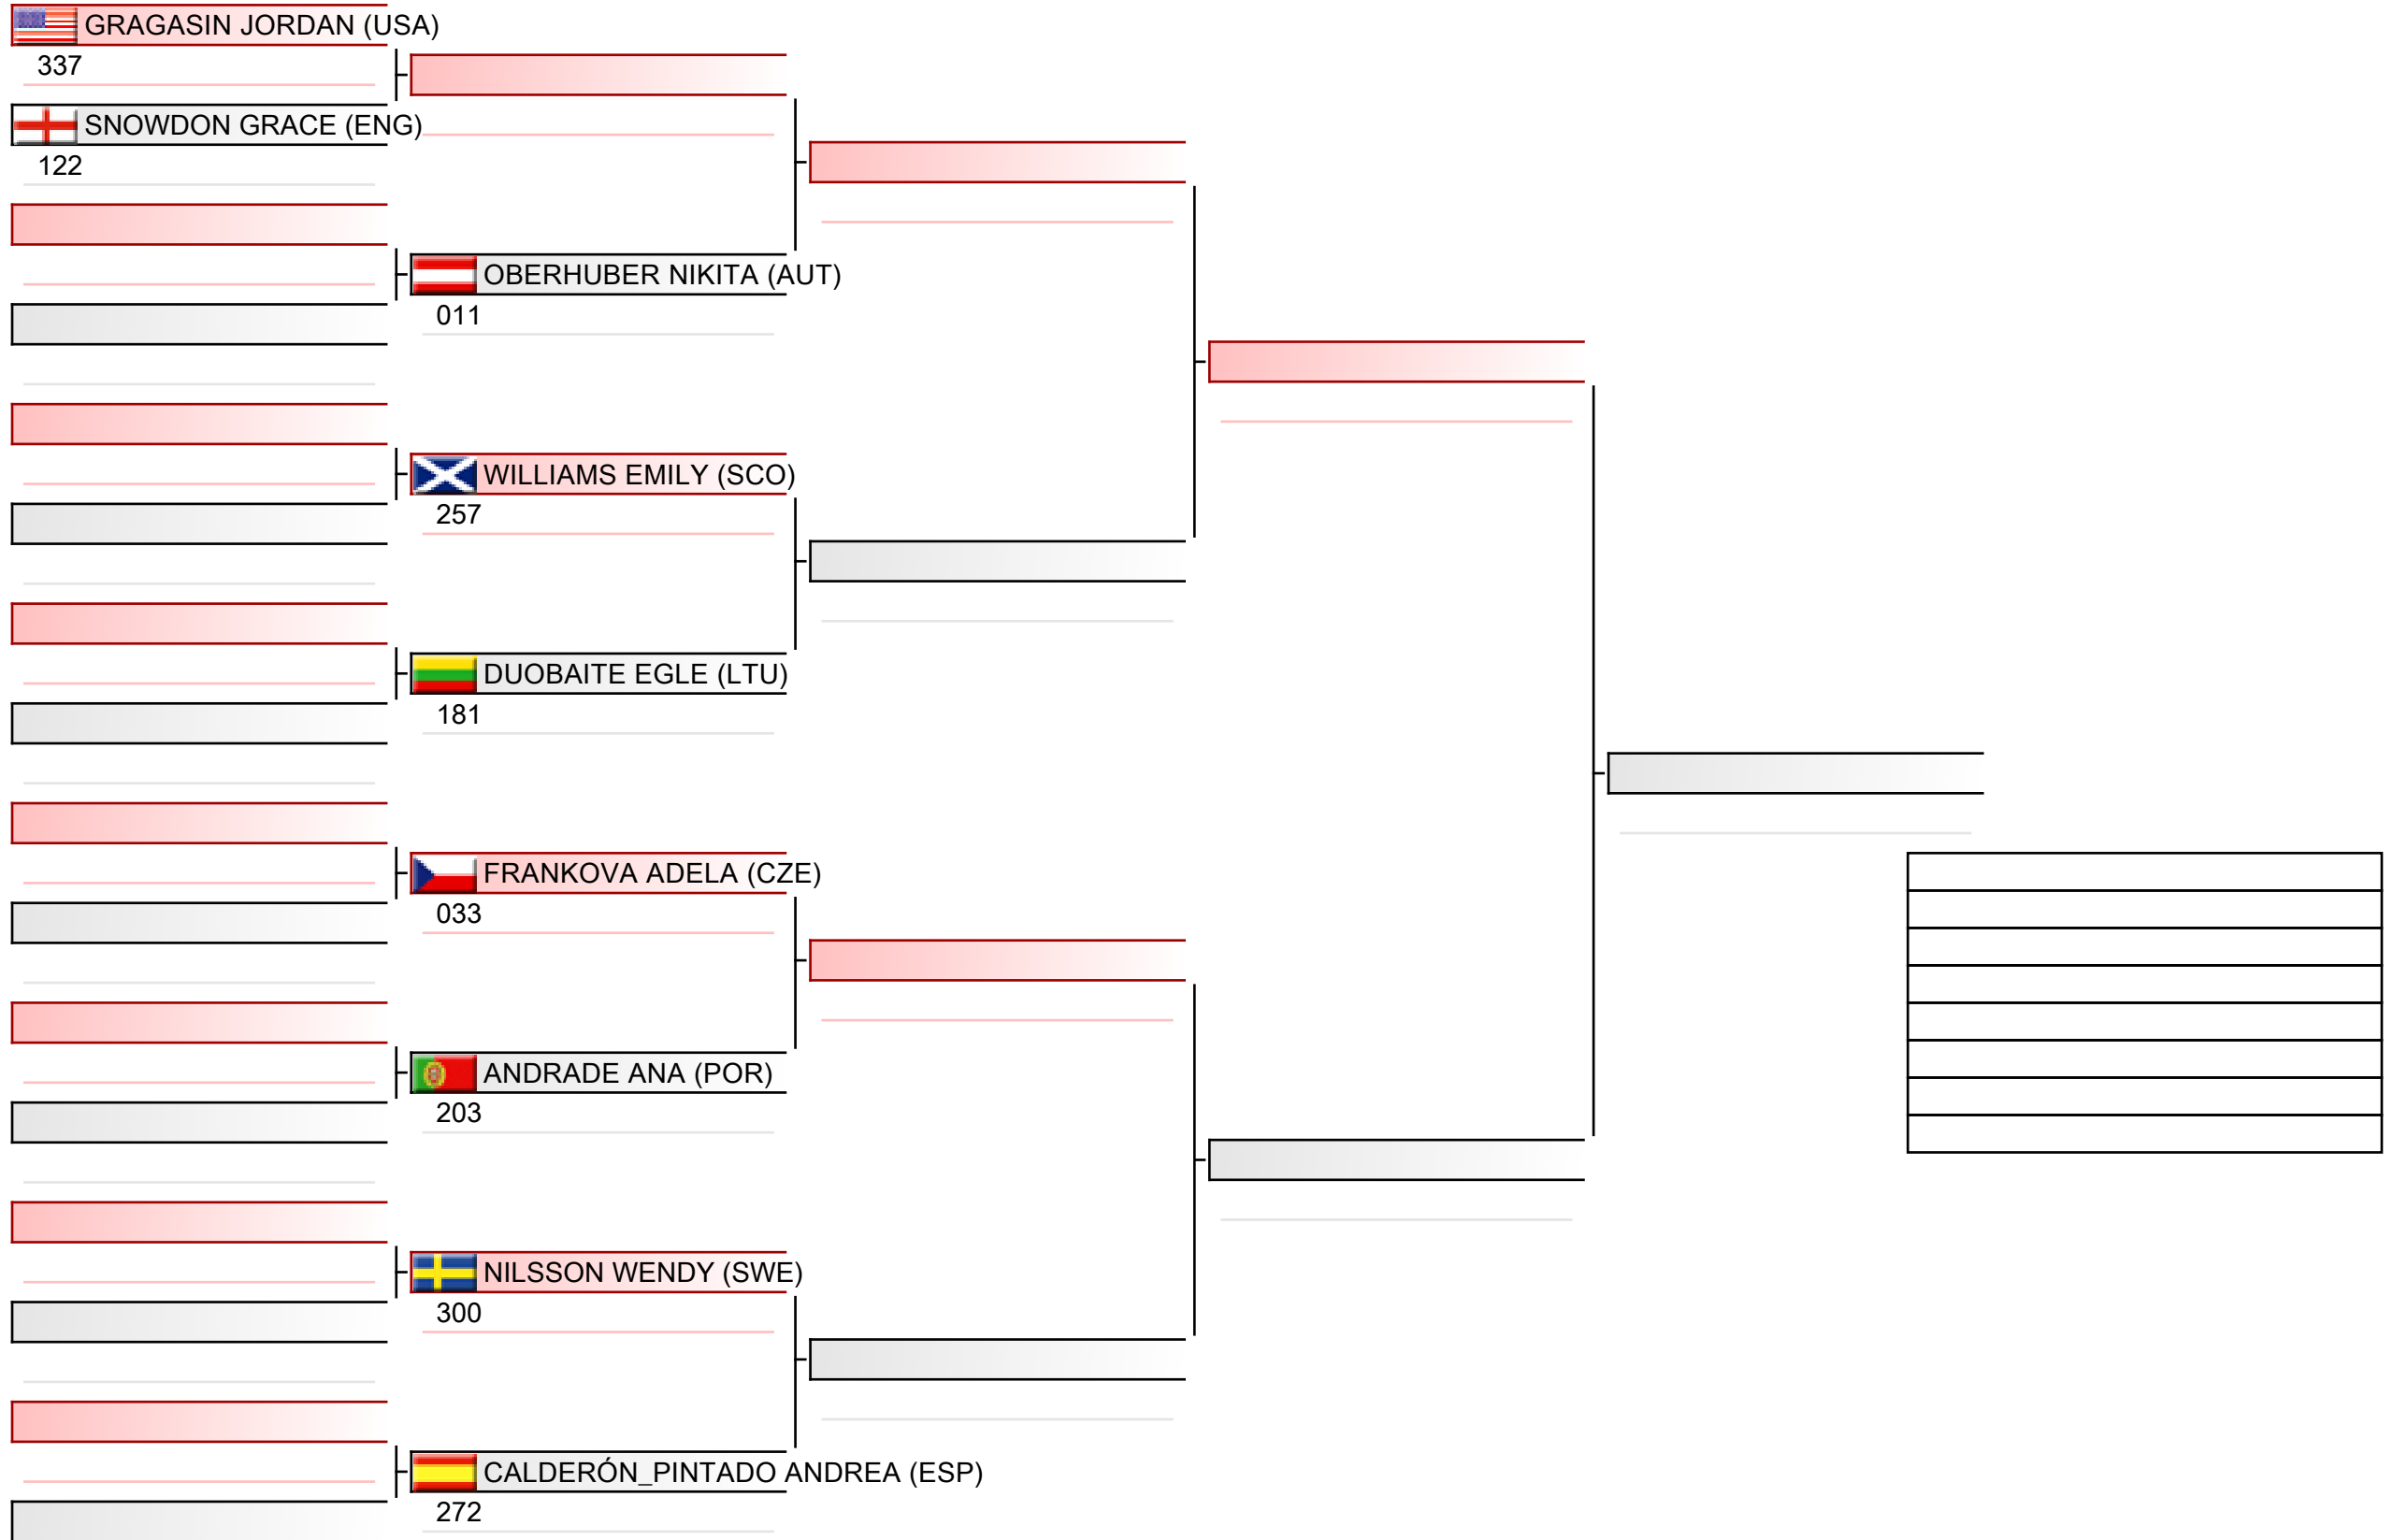 GRAGASIN JORDAN (USA)
337
SNOWDON GRACE (ENG)
122
OBERHUBER NIKITA (AUT)
011
WILLIAMS EMILY (SCO)
257
DUOBAITE EGLE (LTU)
181
FRANKOVA ADELA (CZE)
033
ANDRADE ANA (POR)
203
NILSSON WENDY (SWE)
300
CALDERÓN_PINTADO ANDREA (ESP)
272